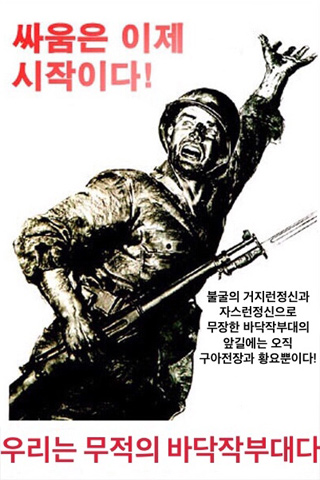 싸움은 이제
시작이다!
불굴의 거지런정신과
자스런정신으로
무장한 바닥작부대의
앞길에는 오직
구아전장과 황요뿐이다!
우리는 무적의 바닥작부대다